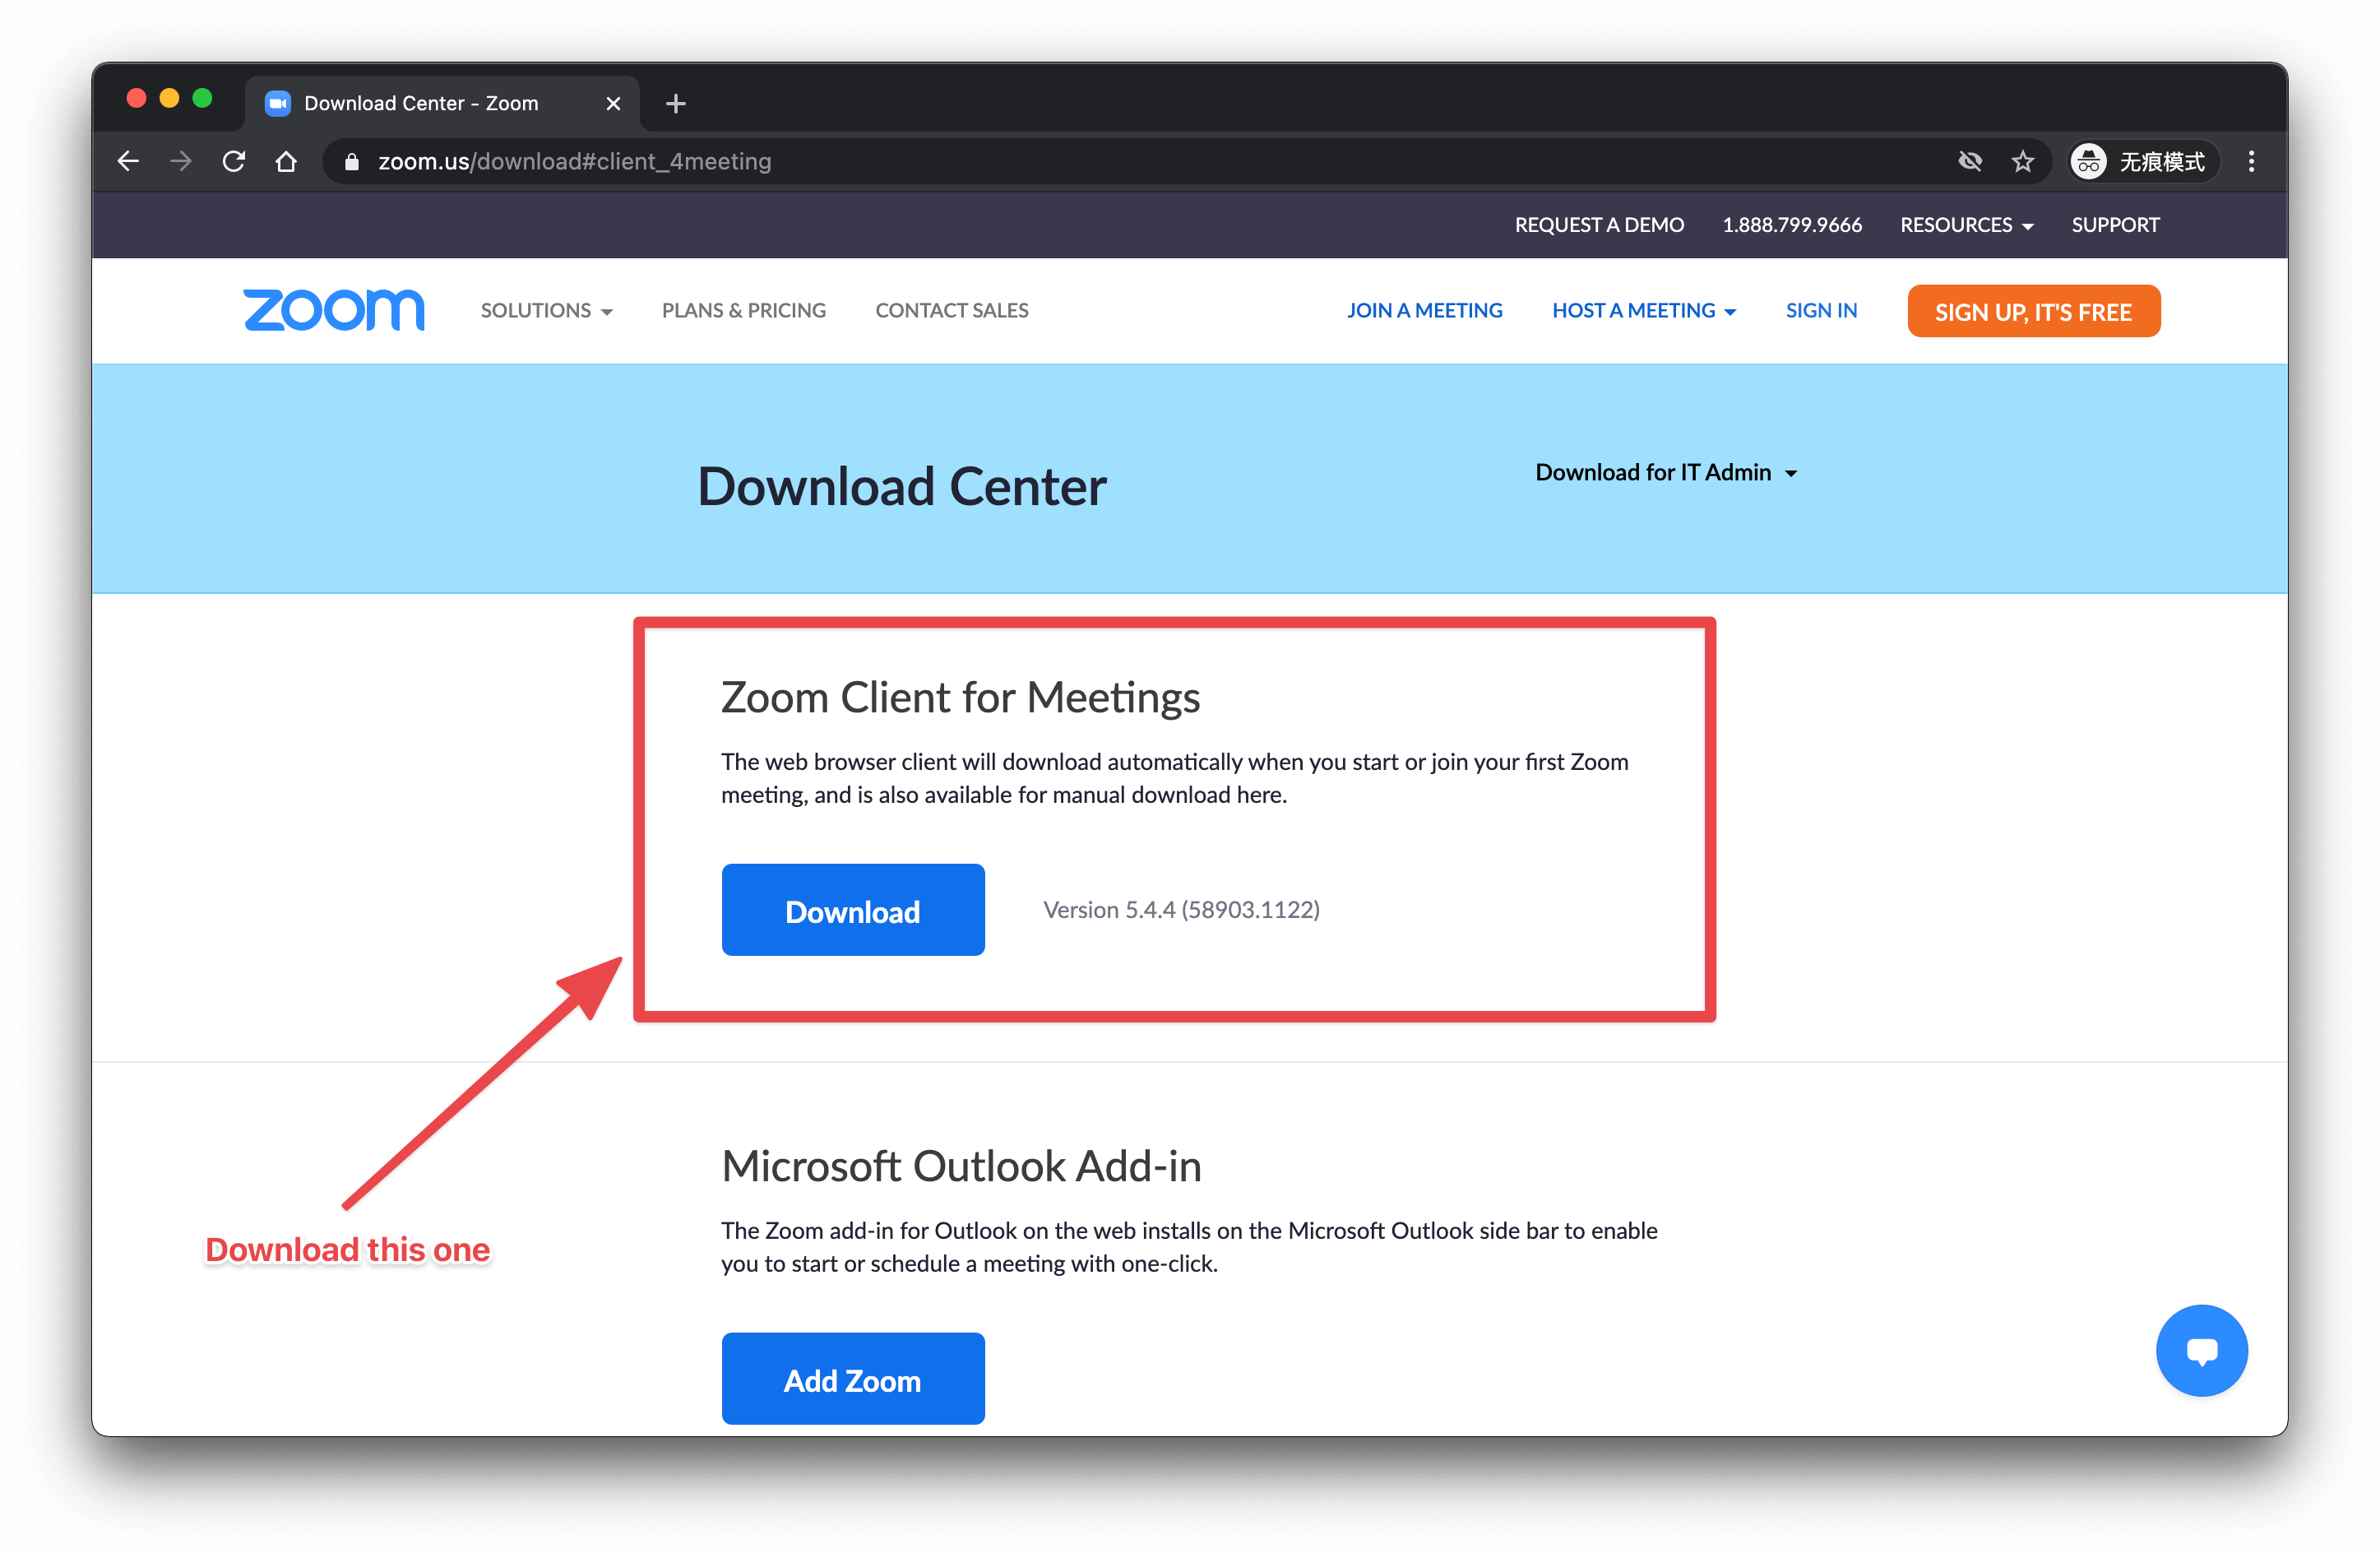 Download Center - Zoom
zoom.us/download#client_4meeting
无痕模式
REQUEST A DEMO 1.888.799.9666 RESOURCES SUPPORT
zoom SOLUTIONS PLANS & PRICING CONTACT SALES JOIN A MEETING HOST A MEETING SIGN IN SIGN UP, IT'S FREE
Download Center
Download for IT Admin
Zoom Client for Meetings
The web browser client will download automatically when you start or join your first Zoom
meeting, and is also available for manual download here.
Download Version 5.4.4 (58903.1122)
Download this one
Microsoft Outlook Add-in
The Zoom add-in for Outlook on the web installs on the Microsoft Outlook side bar to enable
you to start or schedule a meeting with one-click.
Add Zoom